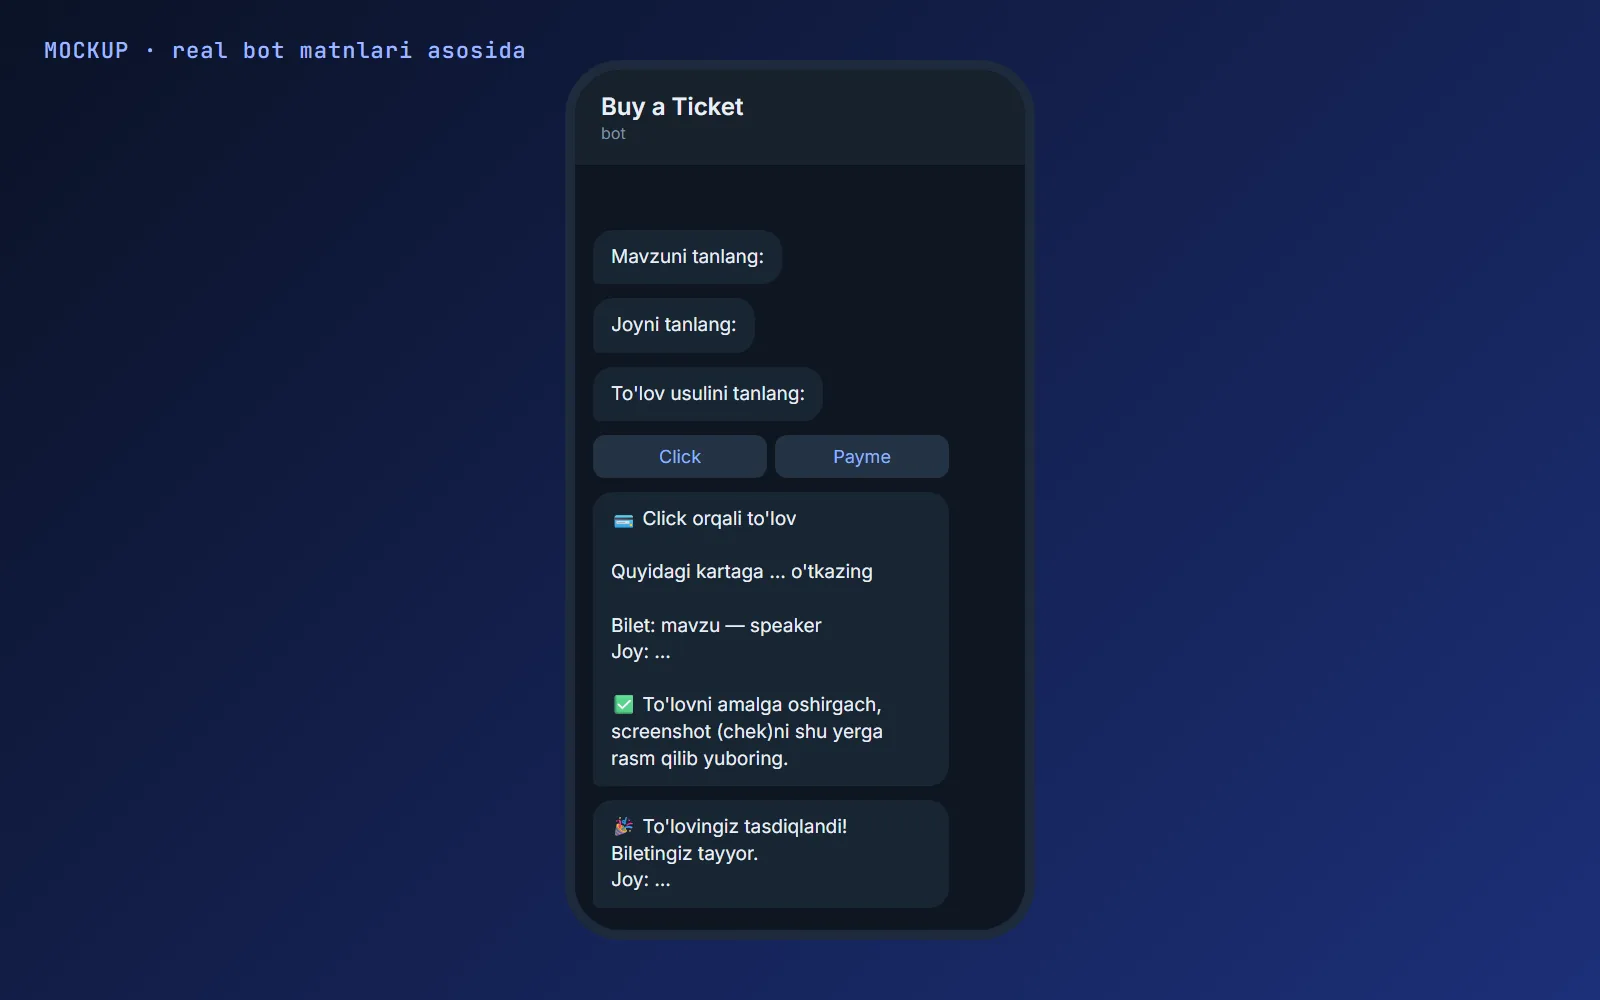 MOCKUP · real bot matnlari asosida
Buy a Ticket
bot
Mavzuni tanlang:
Joyni tanlang:
To'lov usulini tanlang:
Click
Payme
💳 Click orqali to'lov
Quyidagi kartaga ... o'tkazing
Bilet: mavzu — speaker
Joy: ...
✅ To'lovni amalga oshirgach,
screenshot (chek)ni shu yerga
rasm qilib yuboring.
🎉 To'lovingiz tasdiqlandi!
Biletingiz tayyor.
Joy: ...